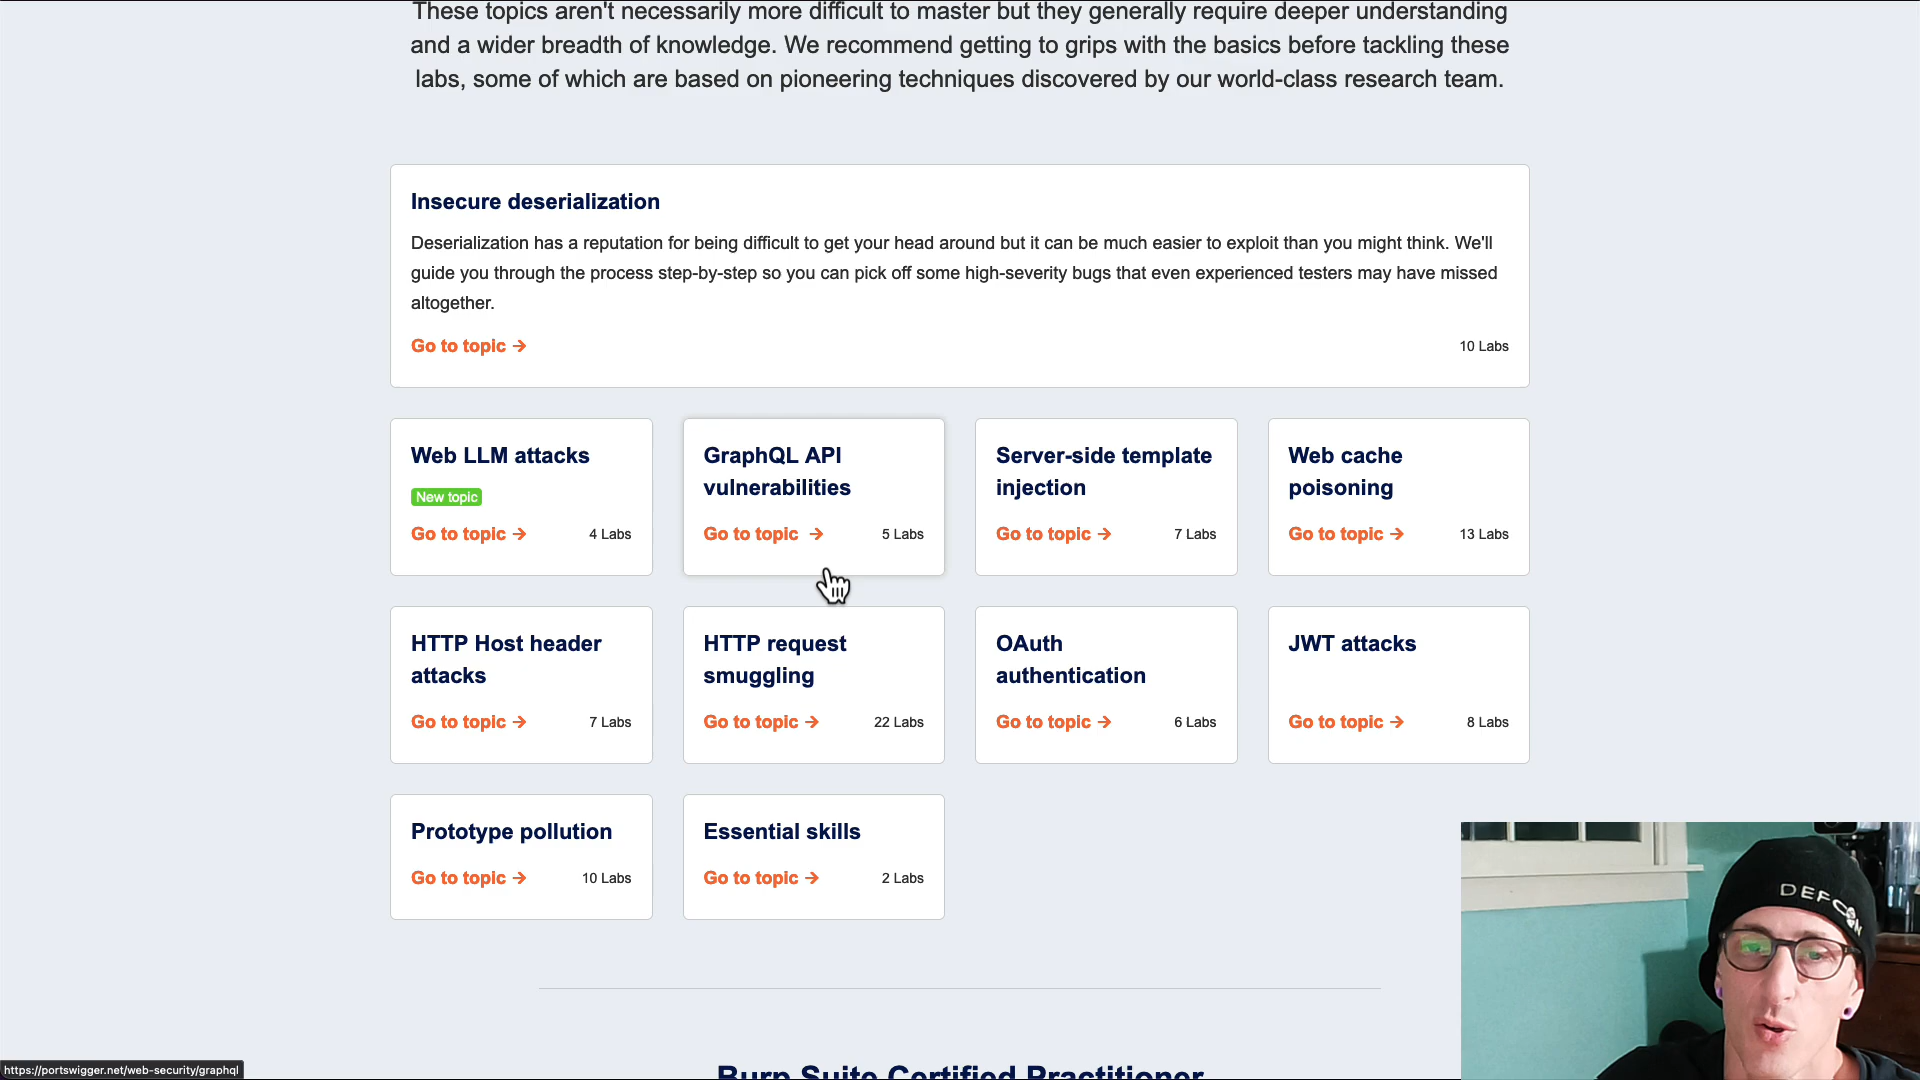 These topics aren't necessarily more difficult to master but they generally require deeper understanding
and a wider breadth of knowledge. We recommend getting to grips with the basics before tackling these
labs, some of which are based on pioneering techniques discovered by our world-class research team.
Insecure deserialization
Deserialization has a reputation for being difficult to get your head around but it can be much easier to exploit than you might think. We'll
guide you through the process step-by-step so you can pick off some high-severity bugs that even experienced testers may have missed
altogether.
Go to topic →
10 Labs
Web LLM attacks
New topic
Go to topic →
4 Labs
GraphQL API
vulnerabilities
Go to topic →
5 Labs
Server-side template
injection
Go to topic →
7 Labs
Web cache
poisoning
Go to topic →
13 Labs
HTTP Host header
attacks
Go to topic →
7 Labs
HTTP request
smuggling
Go to topic →
22 Labs
OAuth
authentication
Go to topic →
6 Labs
JWT attacks
Go to topic →
8 Labs
Prototype pollution
Go to topic →
10 Labs
Essential skills
Go to topic →
2 Labs
DEFCON
Burp Suite Certified Practitioner
https://portswigger.net/web-security/graphql